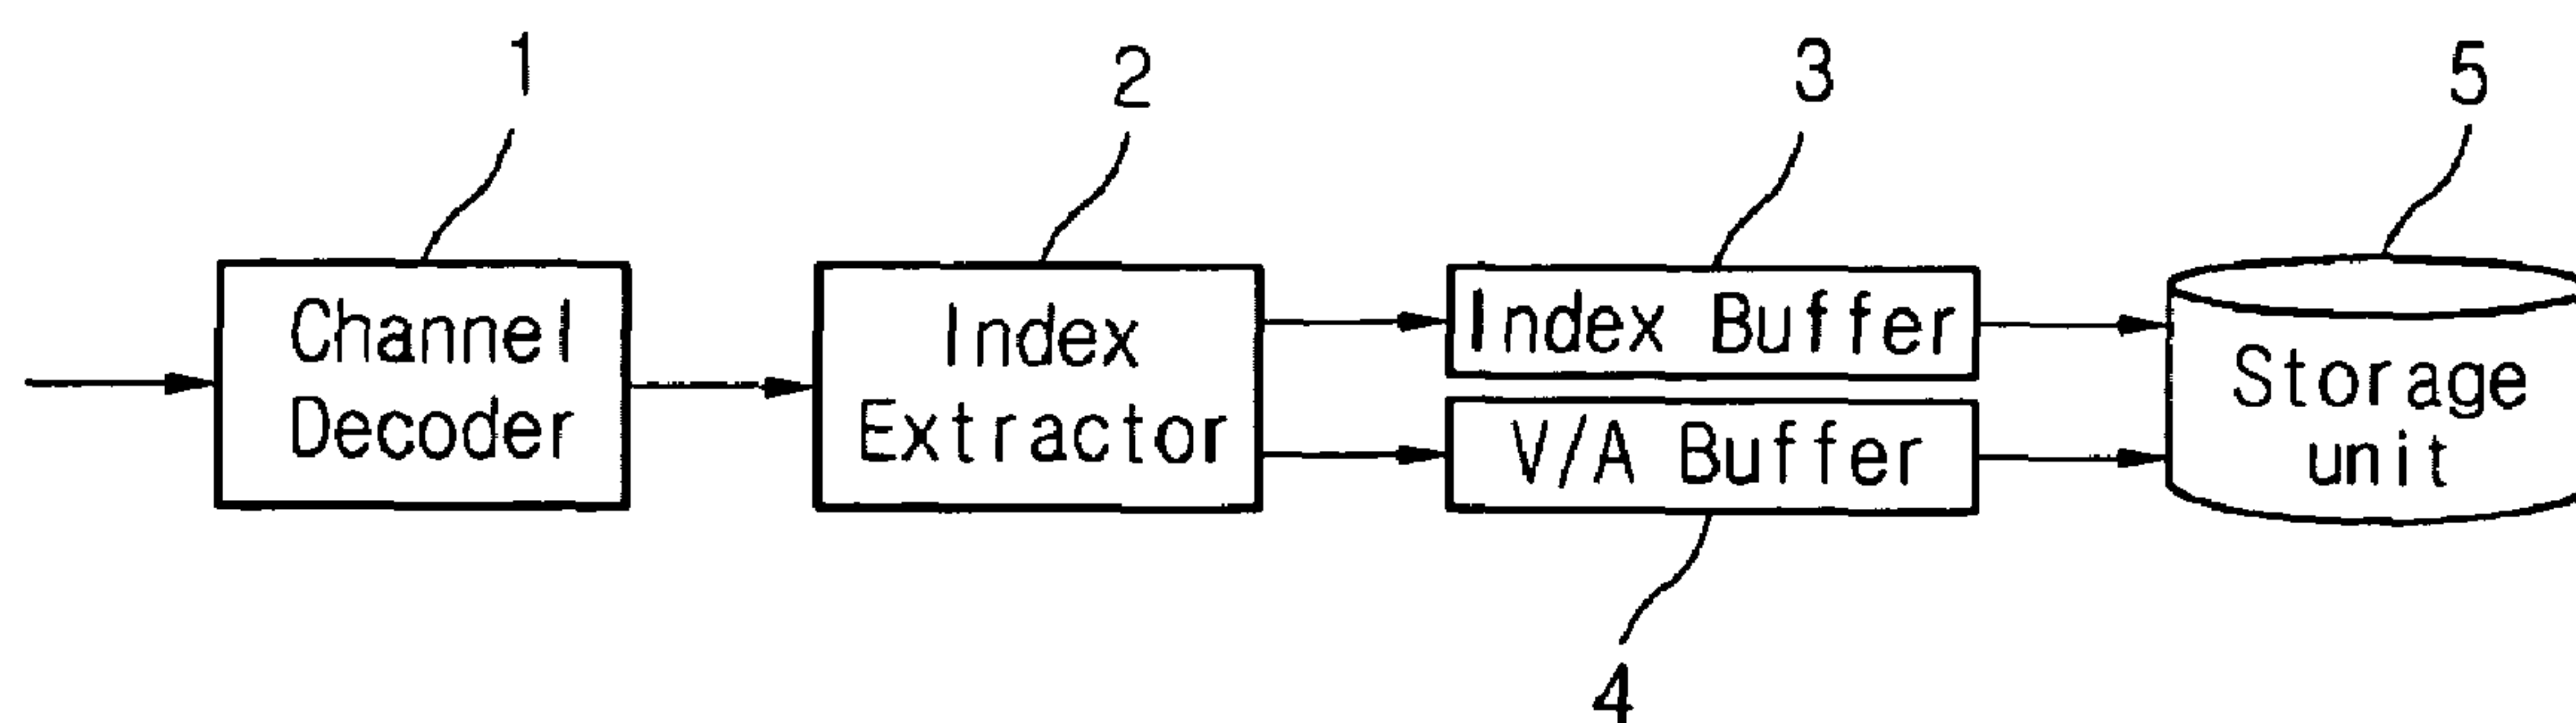 1
2
3
5
Channel
Decoder
Index
Extractor
Index Buffer
V/A Buffer
Storage
unit
4